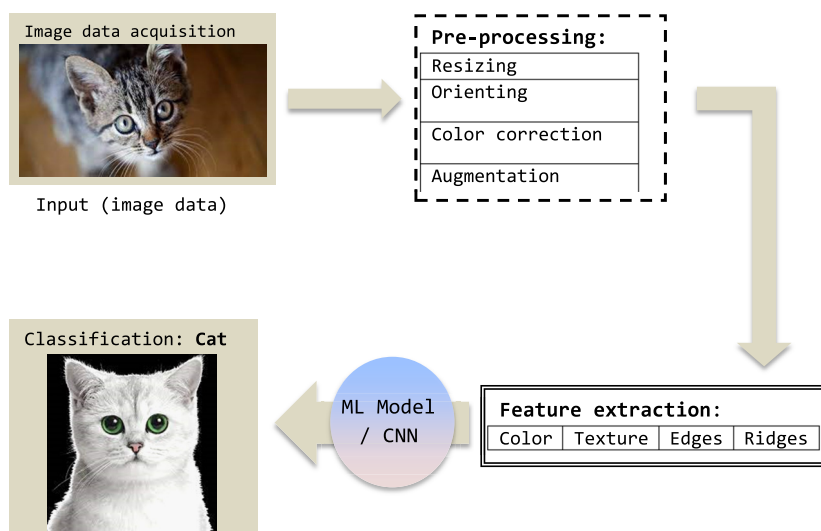 Image data acquisition
Input (image data)
Pre-processing:
Resizing
Orienting
Color correction
Augmentation
Feature extraction:
Color Texture Edges Ridges
ML Model
/ CNN
Classification: Cat